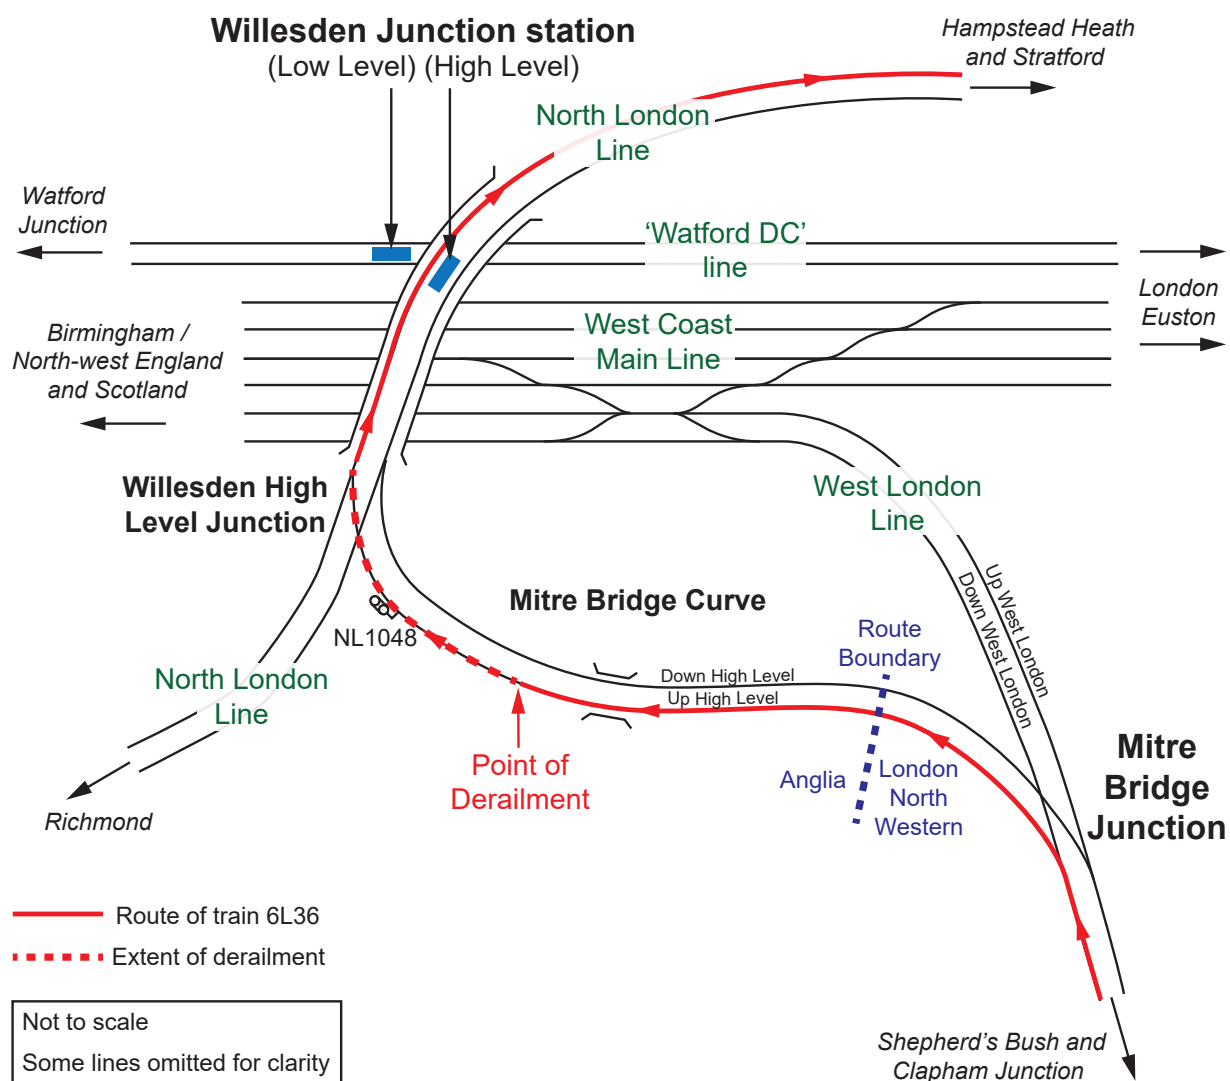 Willesden Junction station
(Low Level) (High Level)
Hampstead Heath
and Stratford
North London
Line
Watford
Junction
'Watford DC'
line
London
Euston
West Coast
Main Line
Birmingham /
North-west England
and Scotland
Willesden High
Level Junction
West London
Line
Up West London
Down West London
Mitre Bridge Curve
NL1048
Route
Boundary
Down High Level
Up High Level
North London
Line
Point of
Derailment
Anglia
London
North
Western
Mitre
Bridge
Junction
Richmond
Route of train 6L36
Extent of derailment
Not to scale
Some lines omitted for clarity
Shepherd's Bush and
Clapham Junction